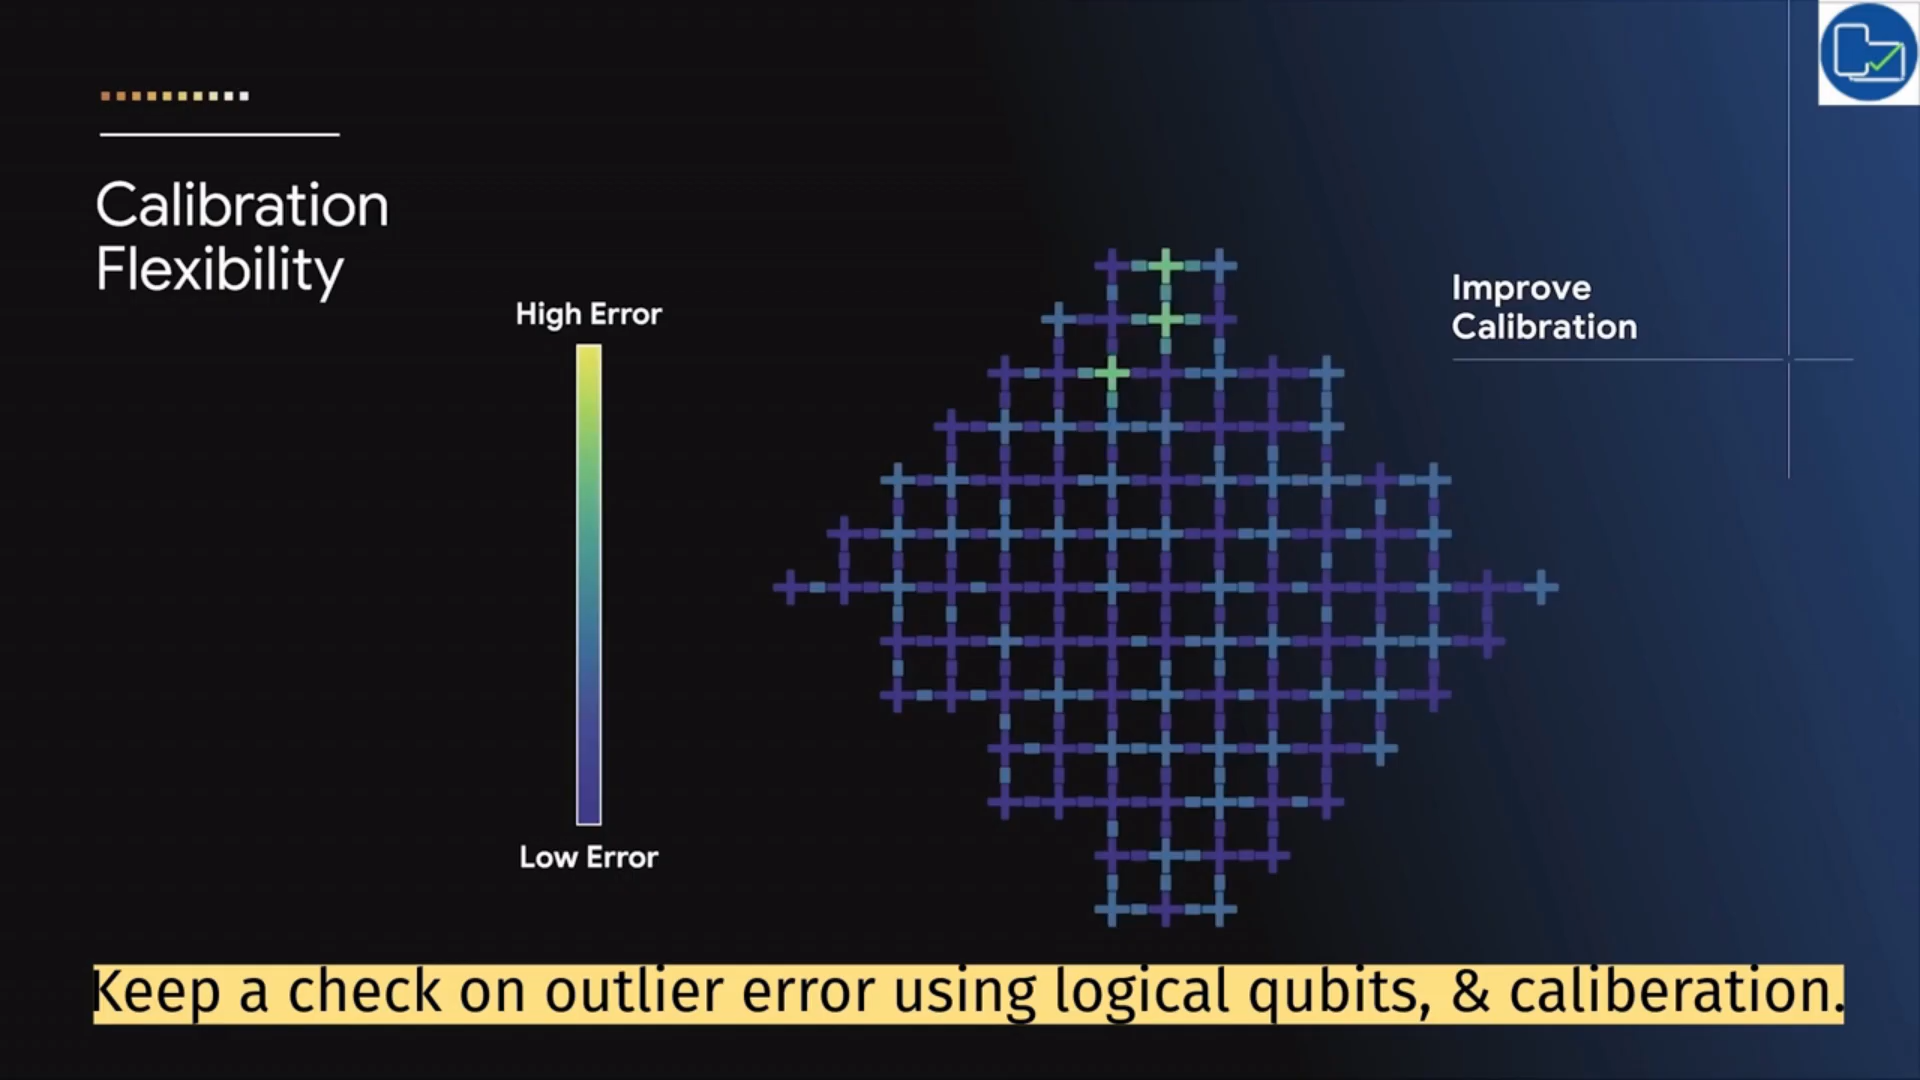 Calibration
Flexibility
High Error
Low Error
Improve
Calibration
Keep a check on outlier error using logical qubits, & caliberation.